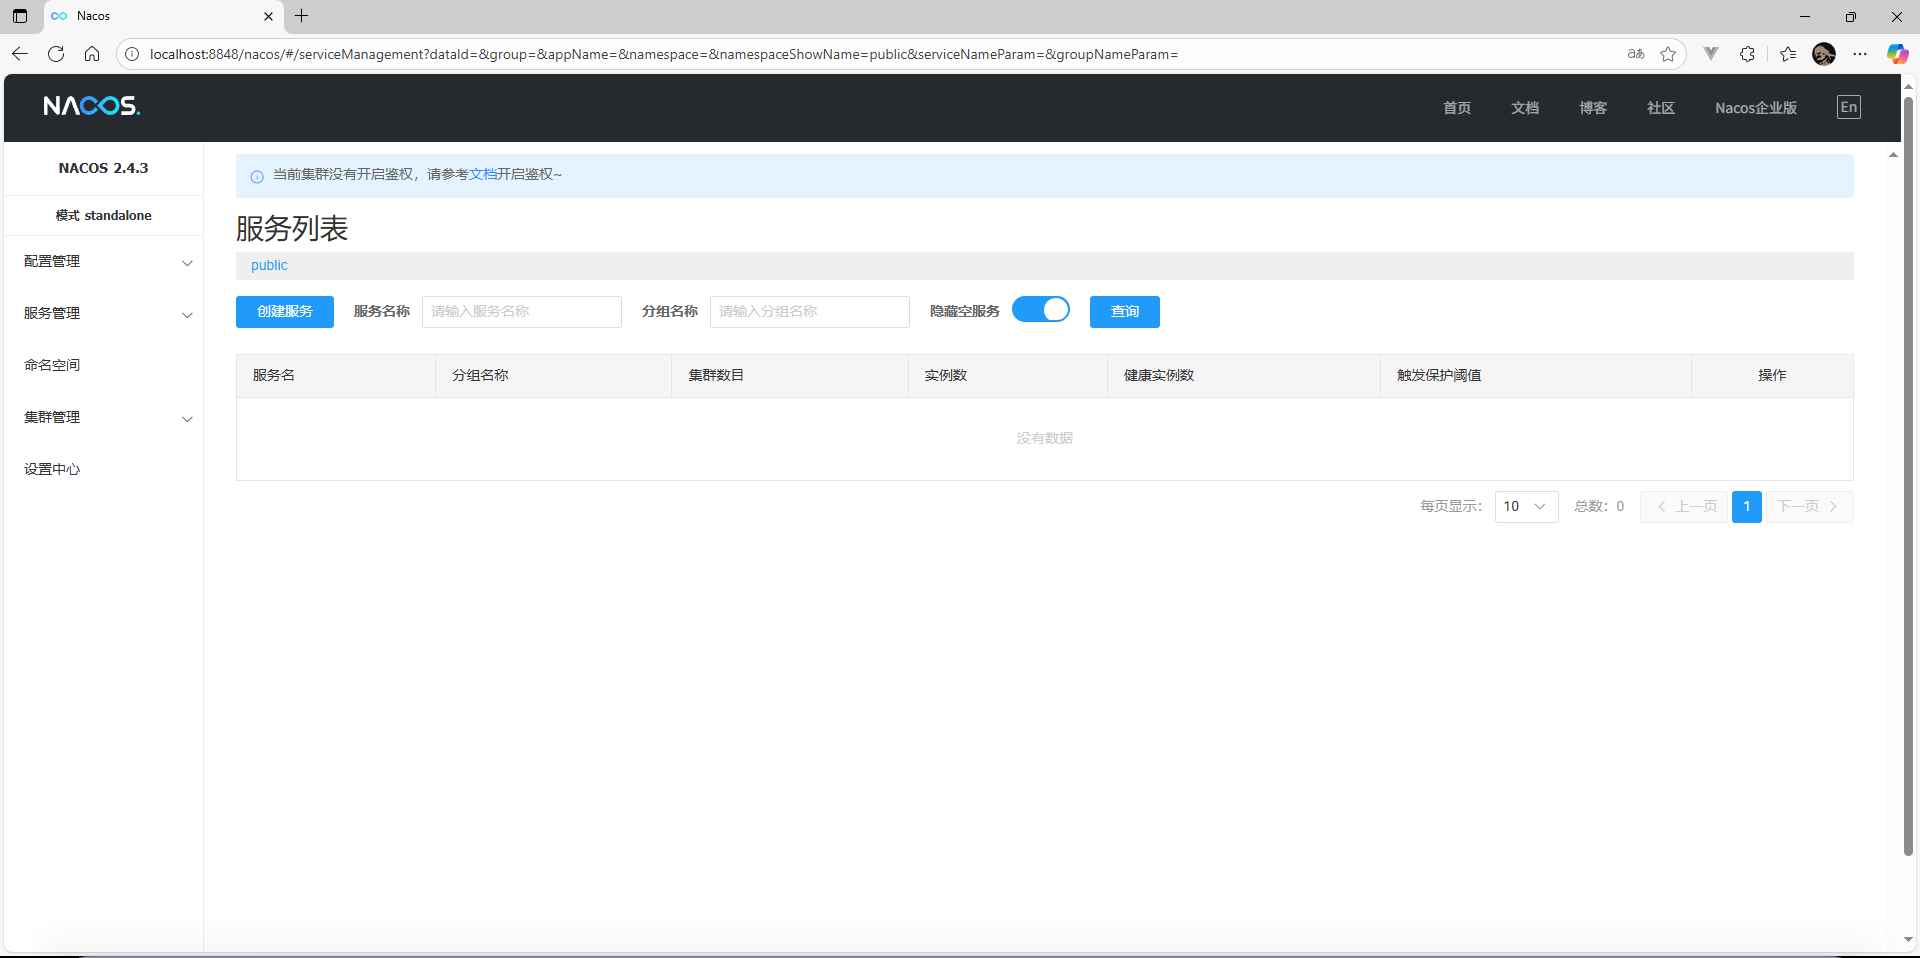 Nacos
localhost:8848/nacos/#/serviceManagement?dataId=&group=&appName=&namespace=&namespaceShowName=public&serviceNameParam=&groupNameParam=
NACOS.
首页 文档 博客 社区 Nacos企业版 En
NACOS 2.4.3
模式 standalone
配置管理
服务管理
命名空间
集群管理
设置中心
当前集群没有开启鉴权，请参考文档开启鉴权~
服务列表
public
创建服务 服务名称 请输入服务名称 分组名称 请输入分组名称 隐藏空服务 查询
服务名 分组名称 集群数目 实例数 健康实例数 触发保护阈值 操作
没有数据
每页显示： 10 总数：0 上一页 1 下一页